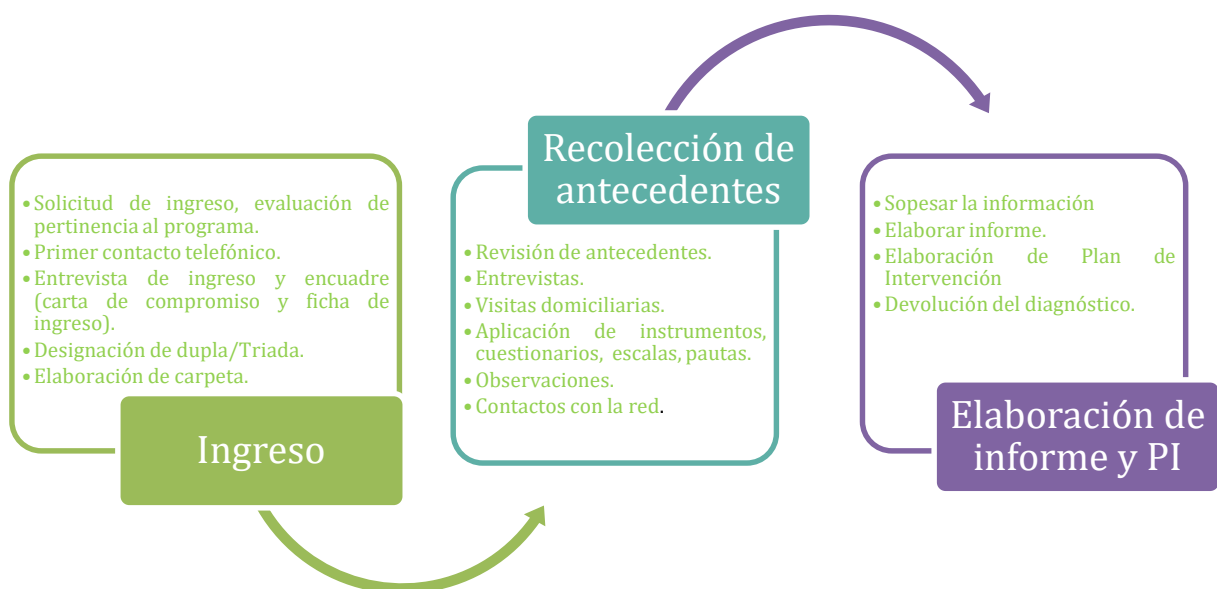 • Solicitud de ingreso, evaluación de
pertinencia al programa.
• Primer contacto telefónico.
• Entrevista de ingreso y encuadre
(carta de compromiso y ficha de
ingreso).
• Designación de dupla/Triada.
• Elaboración de carpeta.
Ingreso
Recolección de
antecedentes
• Revisión de antecedentes.
• Entrevistas.
• Visitas domiciliarias.
• Aplicación de instrumentos,
cuestionarios, escalas, pautas.
• Observaciones.
• Contactos con la red.
• Sopesar la información
• Elaborar informe.
• Elaboración de Plan de
Intervención
• Devolución del diagnóstico.
Elaboración de
informe y PI